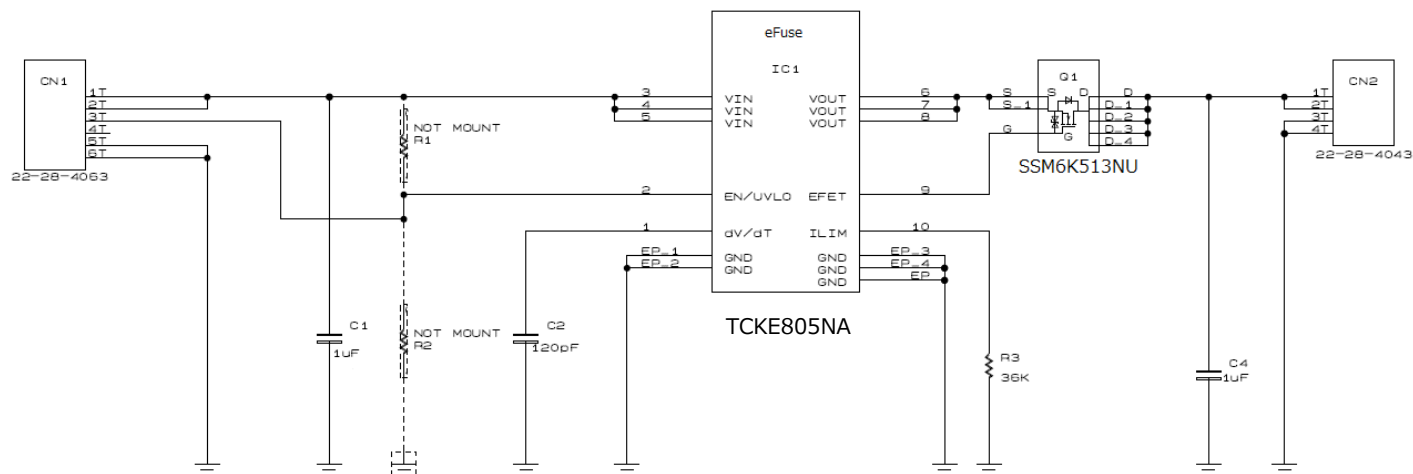 eFuse
CN1
IC1
Q1
CN2
1T
2T
3T
4T
5T
6T
22-28-4063
NOT MOUNT
R1
3 VIN VOUT 6
4 VIN VOUT 7
5 VIN VOUT 8
2 EN/UVLO EFET 9
1 dV/dT ILIM 10
EP_1 GND GND EP_3
EP_2 GND GND EP_4
GND EP
TCKE805NA
S S D D
S_1 D_1
D_2
G G D_3
D_4
SSM6K513NU
1T
2T
3T
4T
22-28-4043
C1
1uF
NOT MOUNT
R2
C2
120pF
R3
36K
C4
1uF